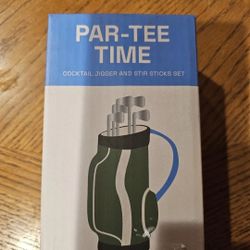 PAR-TEE
TIME
COCKTAIL JIGGER AND STIR STICKS SET